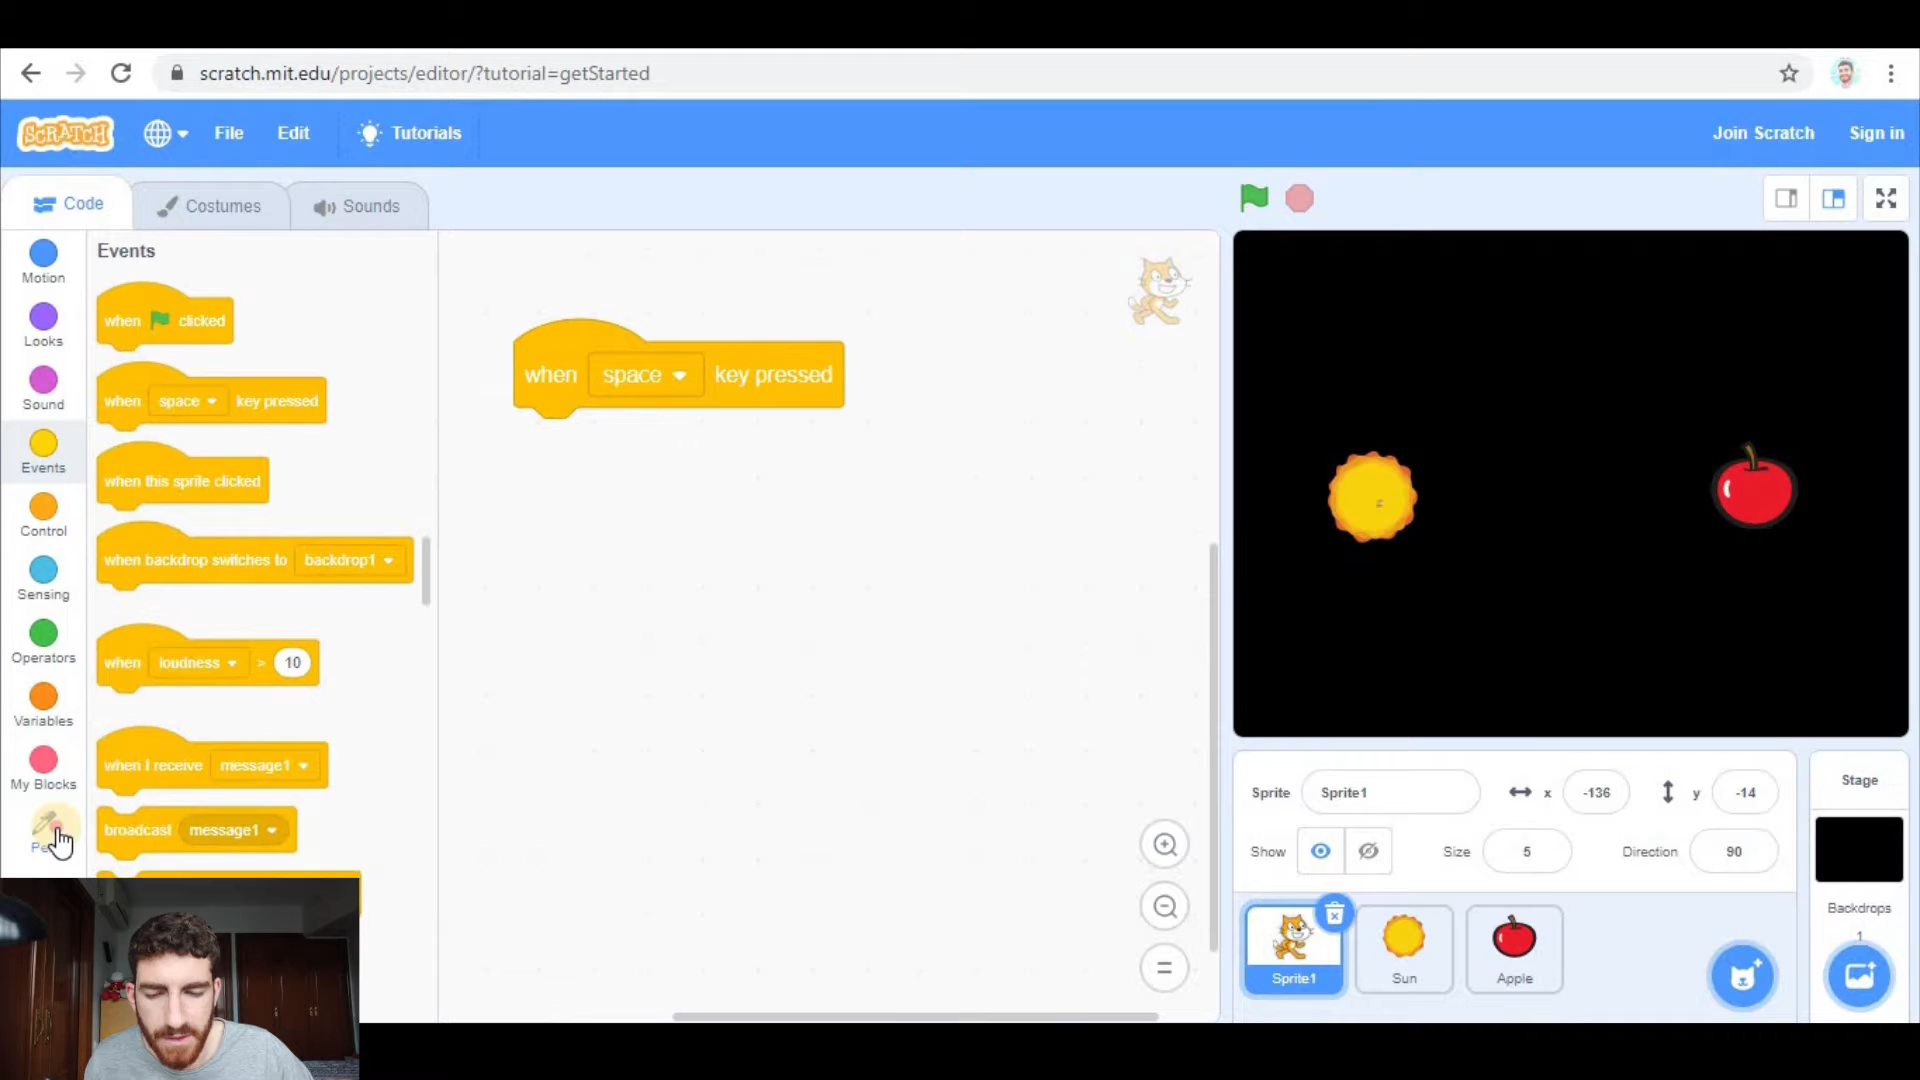 scratch.mit.edu/projects/editor/?tutorial=getStarted
SCRATCH File Edit Tutorials Join Scratch Sign in
Code Costumes Sounds
Motion
Looks
Sound
Events
Control
Sensing
Operators
Variables
My Blocks
Events
when clicked
when space key pressed
when this sprite clicked
when backdrop switches to backdrop1
when loudness > 10
when I receive message1
broadcast message1
when space key pressed
Sprite Sprite1 x -136 y -14
Show Size 5 Direction 90
Sprite1 Sun Apple
Stage
Backdrops
1